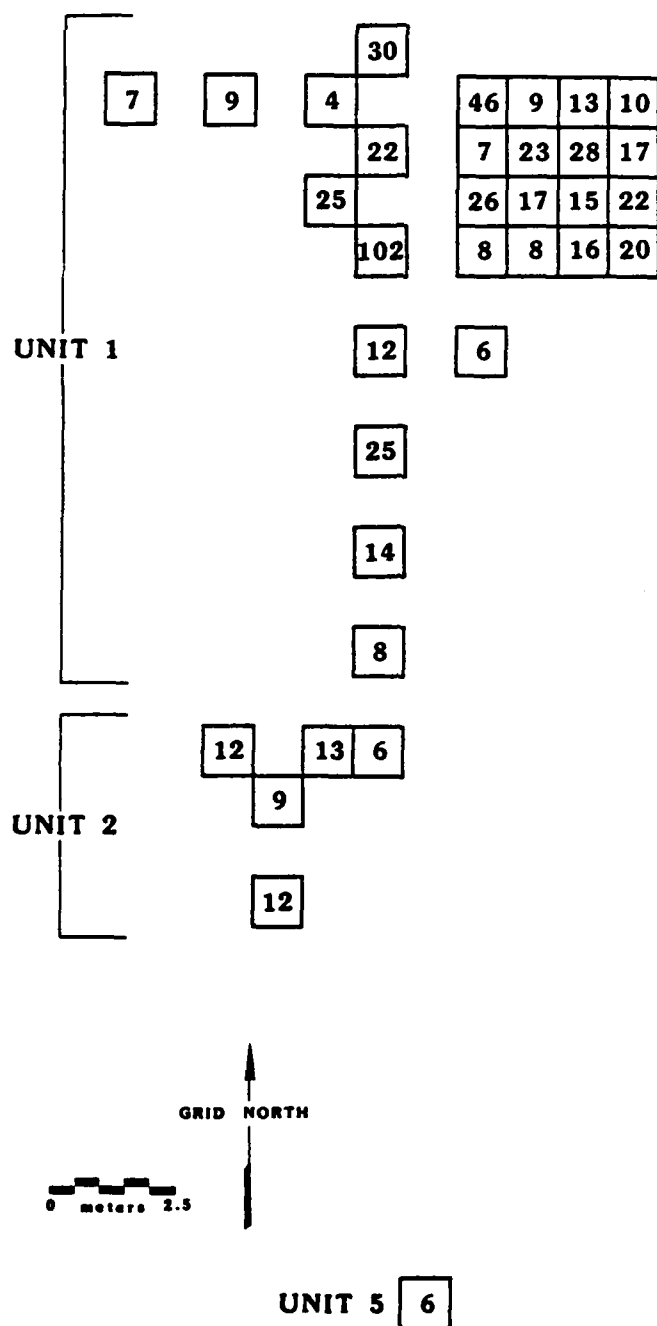 30
7 9 4 46 9 13 10
22 7 23 28 17
25 26 17 15 22
102 8 8 16 20
UNIT 1 12 6
25
14
8
12 13 6
9
UNIT 2
12
GRID NORTH
0 meters 2.5
UNIT 5 6